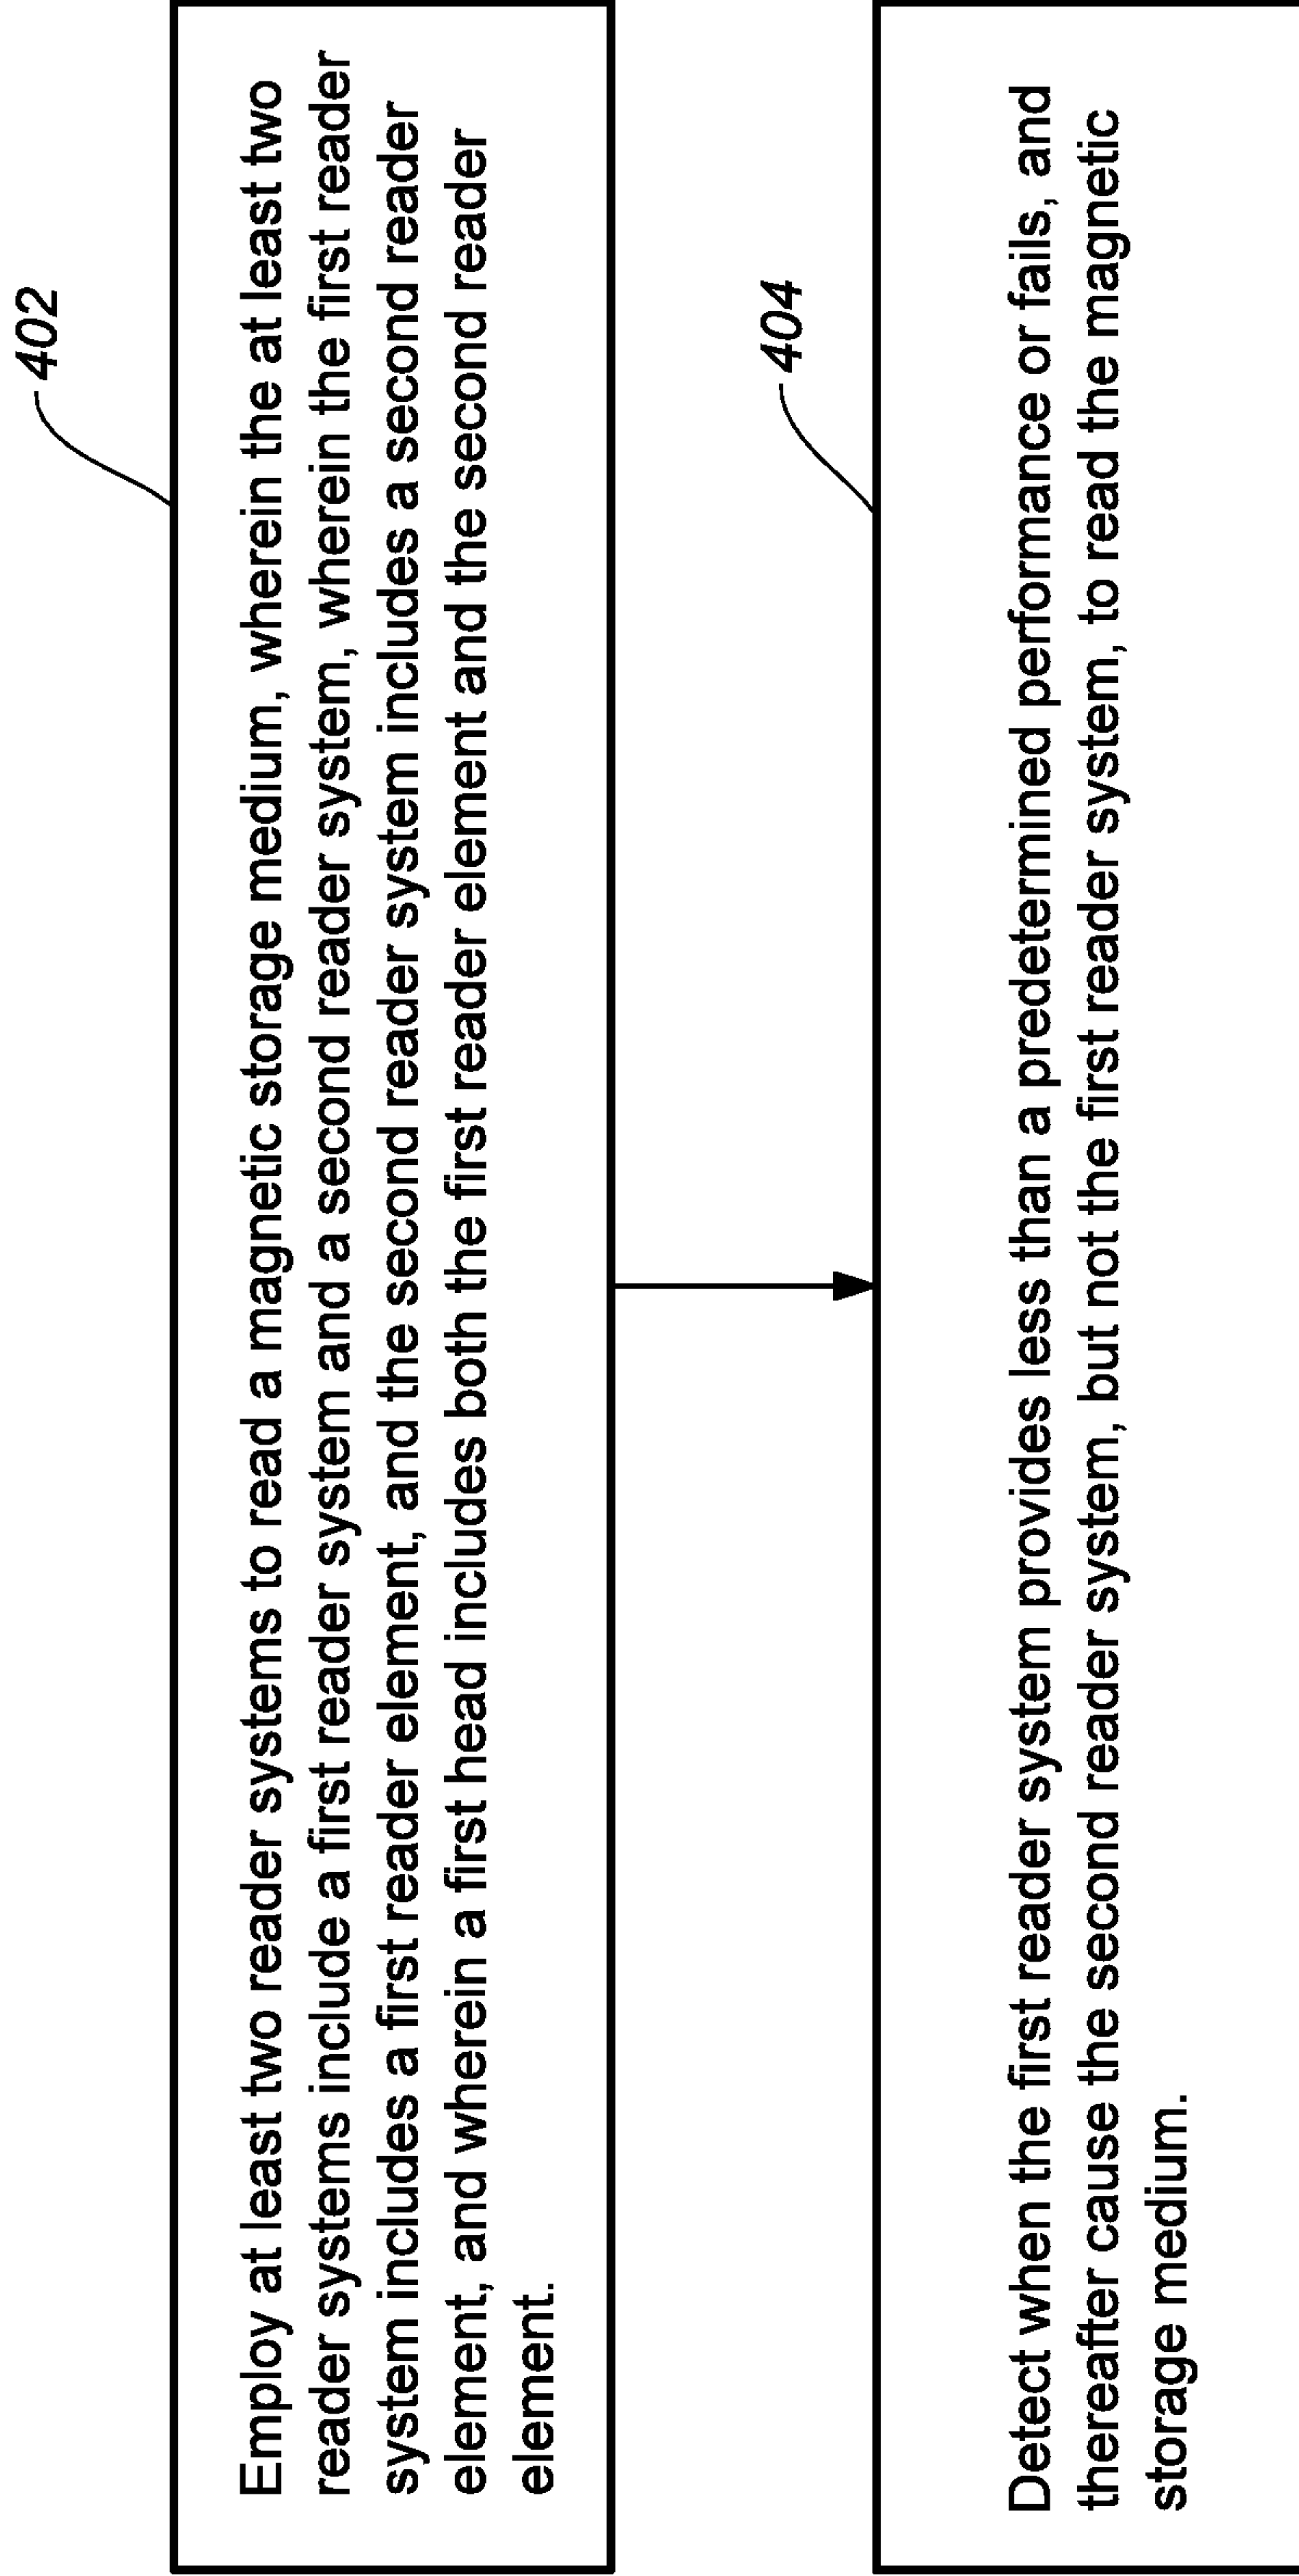 402
Employ at least two reader systems to read a magnetic storage medium, wherein the at least two
reader systems include a first reader system and a second reader system, wherein the first reader
system includes a first reader element, and the second reader system includes a second reader
element, and wherein a first head includes both the first reader element and the second reader
element.
404
Detect when the first reader system provides less than a predetermined performance or fails, and
thereafter cause the second reader system, but not the first reader system, to read the magnetic
storage medium.